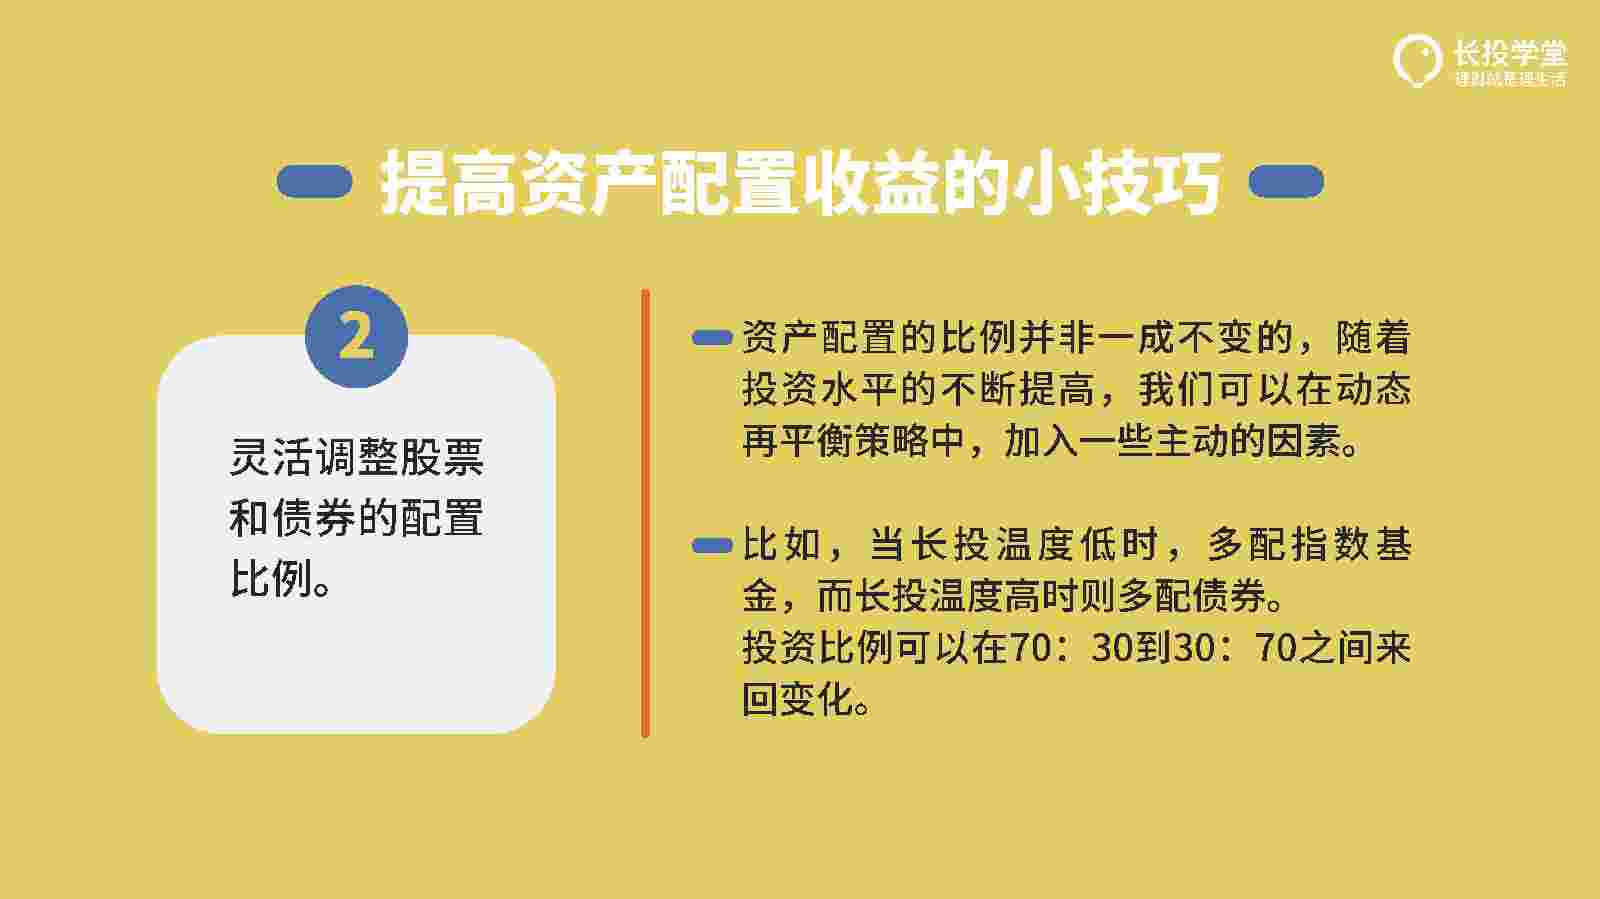 长投学堂
理财就是理生活
提高资产配置收益的小技巧
2
灵活调整股票
和债券的配置
比例。
资产配置的比例并非一成不变的，随着
投资水平的不断提高，我们可以在动态
再平衡策略中，加入一些主动的因素。
比如，当长投温度低时，多配指数基
金，而长投温度高时则多配债券。
投资比例可以在70：30到30：70之间来
回变化。